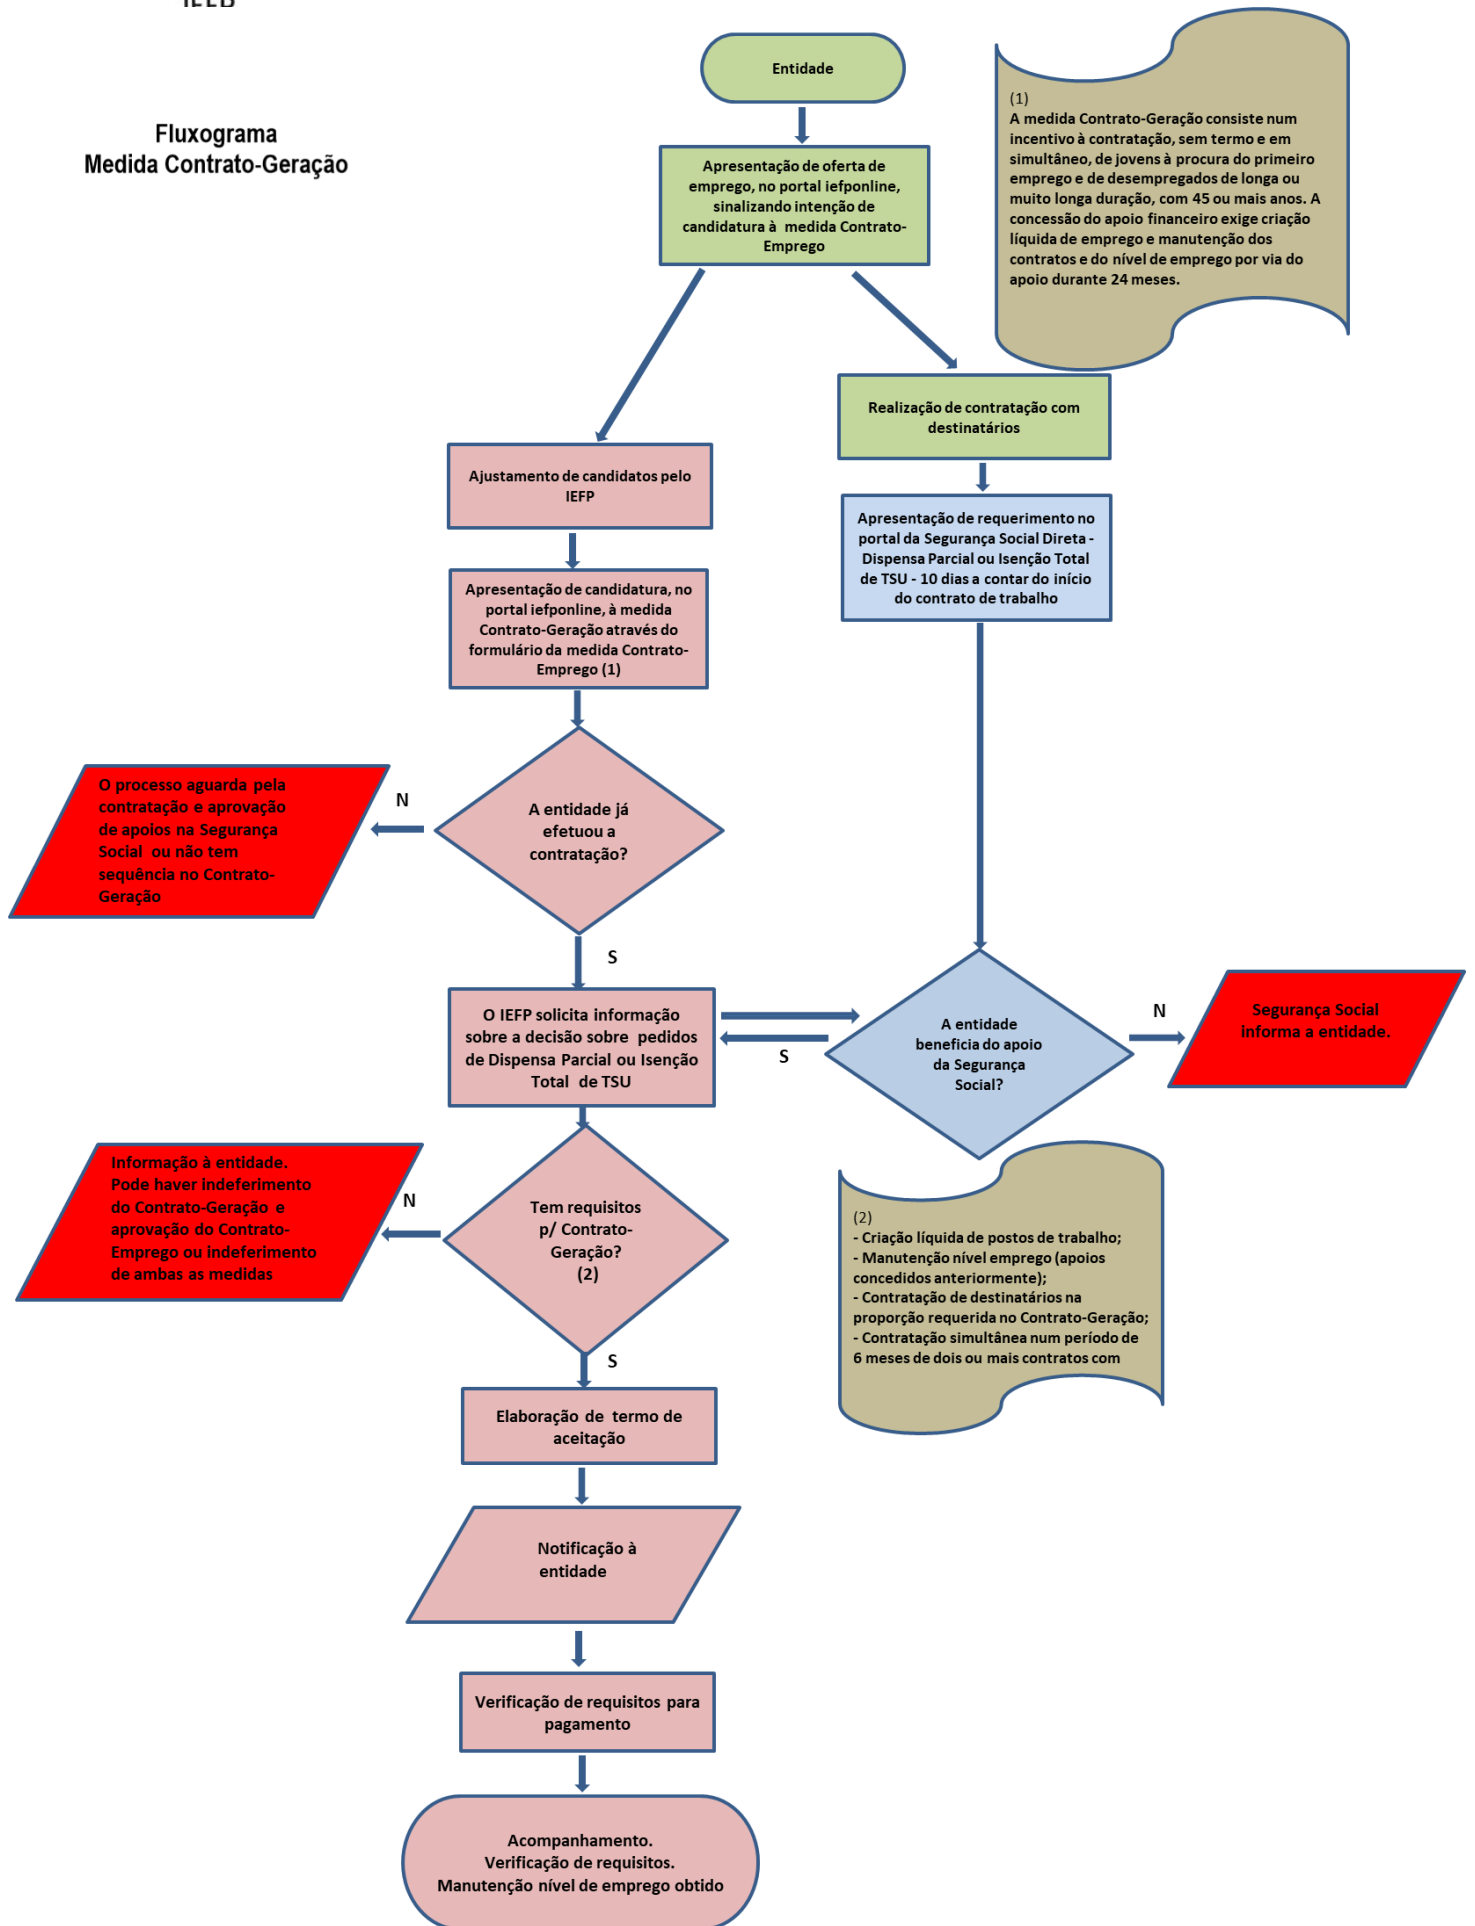 IEFP
Fluxograma
Medida Contrato-Geração
Entidade
(1)
A medida Contrato-Geração consiste num
incentivo à contratação, sem termo e em
simultâneo, de jovens à procura do primeiro
emprego e de desempregados de longa ou
muito longa duração, com 45 ou mais anos. A
concessão do apoio financeiro exige criação
líquida de emprego e manutenção dos
contratos e do nível de emprego por via do
apoio durante 24 meses.
Apresentação de oferta de
emprego, no portal iefponline,
sinalizando intenção de
candidatura à medida Contrato-
Emprego
Realização de contratação com
destinatários
Ajustamento de candidatos pelo
IEFP
Apresentação de requerimento no
portal da Segurança Social Direta -
Dispensa Parcial ou Isenção Total
de TSU - 10 dias a contar do início
do contrato de trabalho
Apresentação de candidatura, no
portal iefponline, à medida
Contrato-Geração através do
formulário da medida Contrato-
Emprego (1)
O processo aguarda pela
contratação e aprovação
de apoios na Segurança
Social ou não tem
sequência no Contrato-
Geração
N
A entidade já
efetuou a
contratação?
S
O IEFP solicita informação
sobre a decisão sobre pedidos
de Dispensa Parcial ou Isenção
Total de TSU
S
A entidade
beneficia do apoio
da Segurança
Social?
N
Segurança Social
informa a entidade.
Informação à entidade.
Pode haver indeferimento
do Contrato-Geração e
aprovação do Contrato-
Emprego ou indeferimento
de ambas as medidas
N
Tem requisitos
p/ Contrato-
Geração?
(2)
S
(2)
- Criação líquida de postos de trabalho;
- Manutenção nível emprego (apoios
concedidos anteriormente);
- Contratação de destinatários na
proporção requerida no Contrato-Geração;
- Contratação simultânea num período de
6 meses de dois ou mais contratos com
Elaboração de termo de
aceitação
Notificação à
entidade
Verificação de requisitos para
pagamento
Acompanhamento.
Verificação de requisitos.
Manutenção nível de emprego obtido